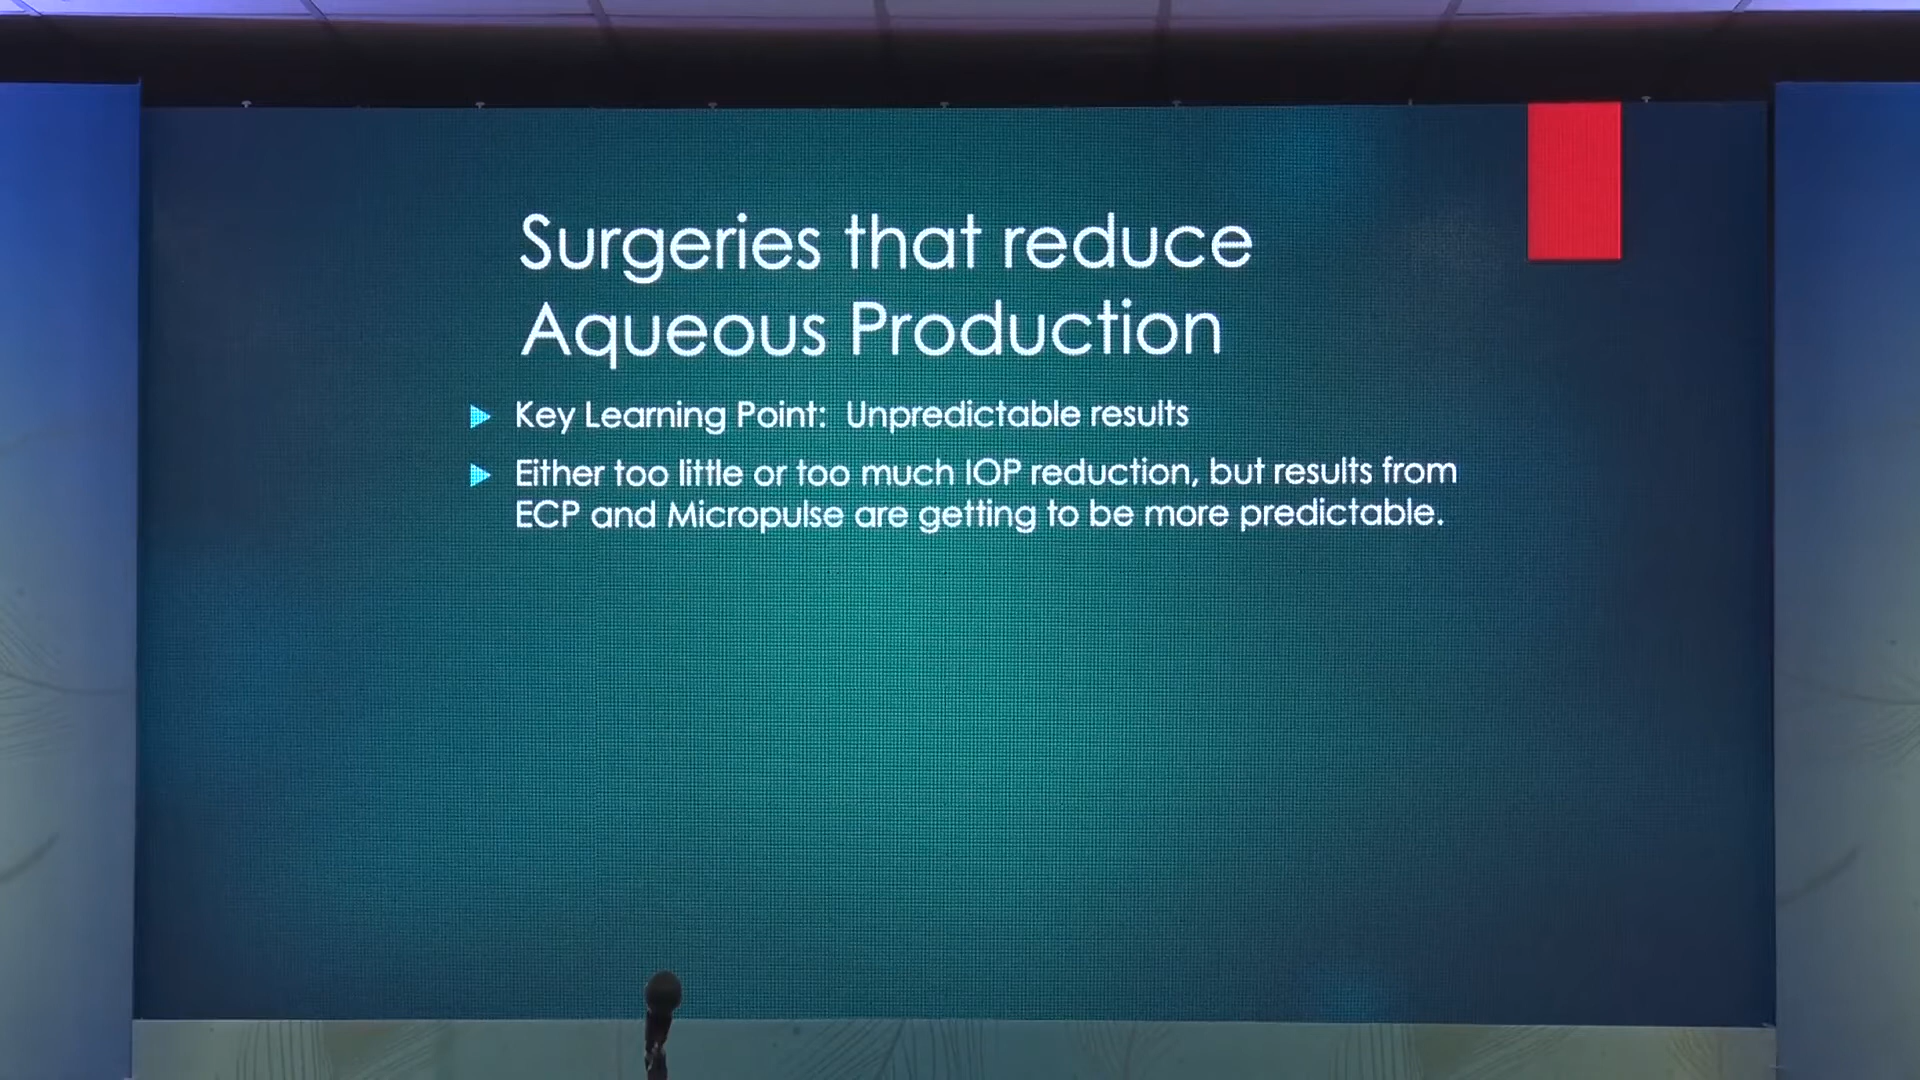 Surgeries that reduce
Aqueous Production
Key Learning Point: Unpredictable results
Either too little or too much IOP reduction, but results from
ECP and Micropulse are getting to be more predictable.